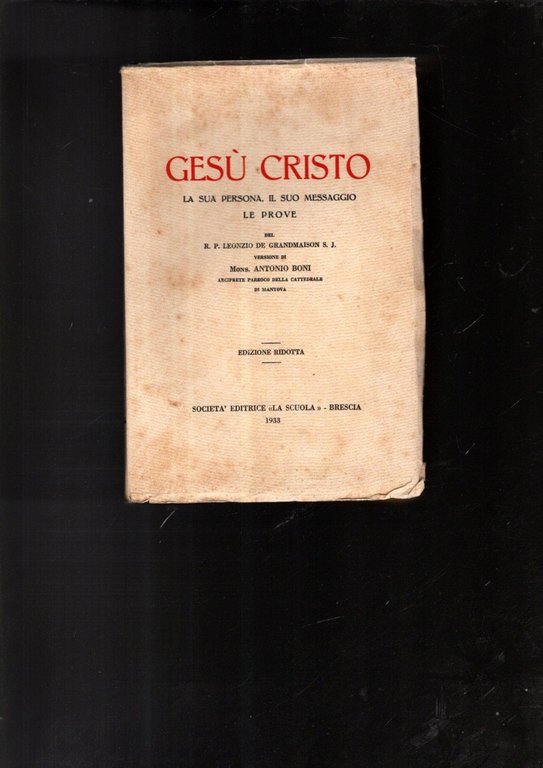 GESÙ CRISTO
LA SUA PERSONA, IL SUO MESSAGGIO
LE PROVE
DEL
R. P. LEONZIO DE GRANDMAISON S. J.
VERSIONE DI
MONS. ANTONIO BONI
ARCIPRETE PARROCO DELLA CATTEDRALE
DI MANTOVA
EDIZIONE RIDOTTA
SOCIETA' EDITRICE «LA SCUOLA» - BRESCIA
1933